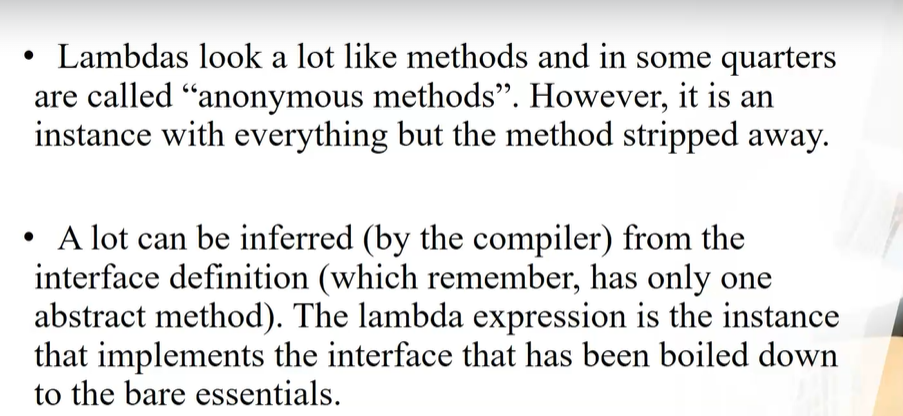 • Lambdas look a lot like methods and in some quarters
are called “anonymous methods”. However, it is an
instance with everything but the method stripped away.
• A lot can be inferred (by the compiler) from the
interface definition (which remember, has only one
abstract method). The lambda expression is the instance
that implements the interface that has been boiled down
to the bare essentials.